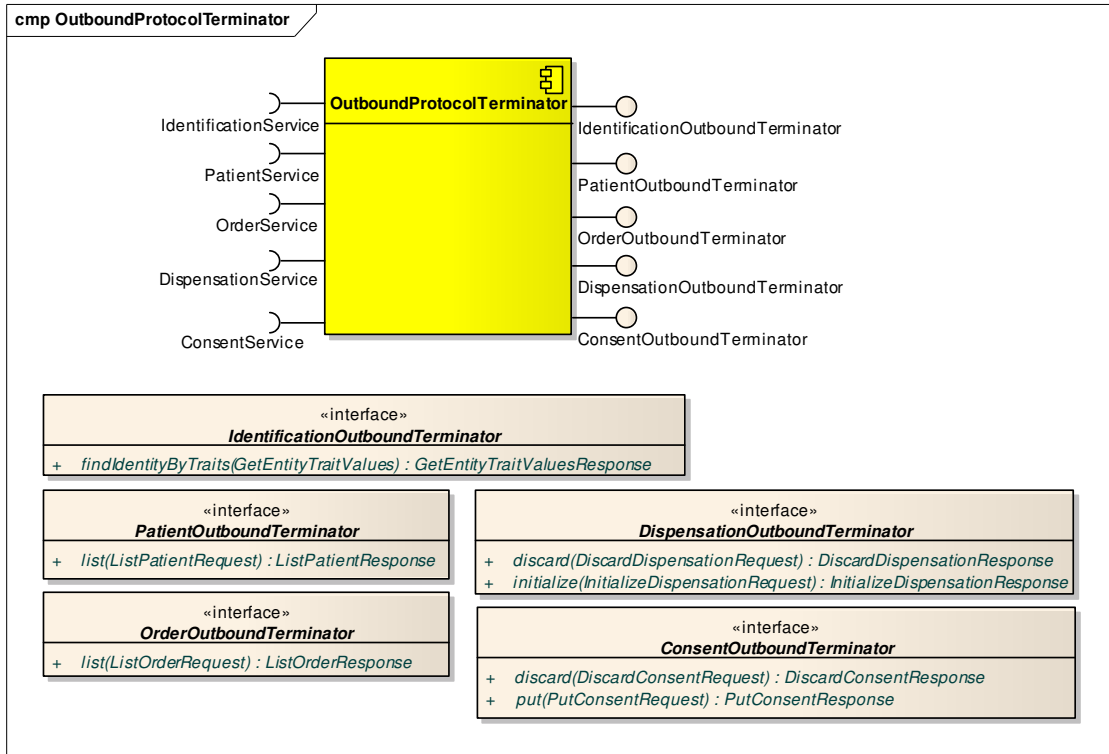 cmp OutboundProtocolTerminator
OutboundProtocolTerminator
IdentificationService
PatientService
OrderService
DispensationService
ConsentService
IdentificationOutboundTerminator
PatientOutboundTerminator
OrderOutboundTerminator
DispensationOutboundTerminator
ConsentOutboundTerminator
«interface»
IdentificationOutboundTerminator
+ findIdentityByTraits(GetEntityTraitValues) : GetEntityTraitValuesResponse
«interface»
PatientOutboundTerminator
+ list(ListPatientRequest) : ListPatientResponse
«interface»
DispensationOutboundTerminator
+ discard(DiscardDispensationRequest) : DiscardDispensationResponse
+ initialize(InitializeDispensationRequest) : InitializeDispensationResponse
«interface»
OrderOutboundTerminator
+ list(ListOrderRequest) : ListOrderResponse
«interface»
ConsentOutboundTerminator
+ discard(DiscardConsentRequest) : DiscardConsentResponse
+ put(PutConsentRequest) : PutConsentResponse